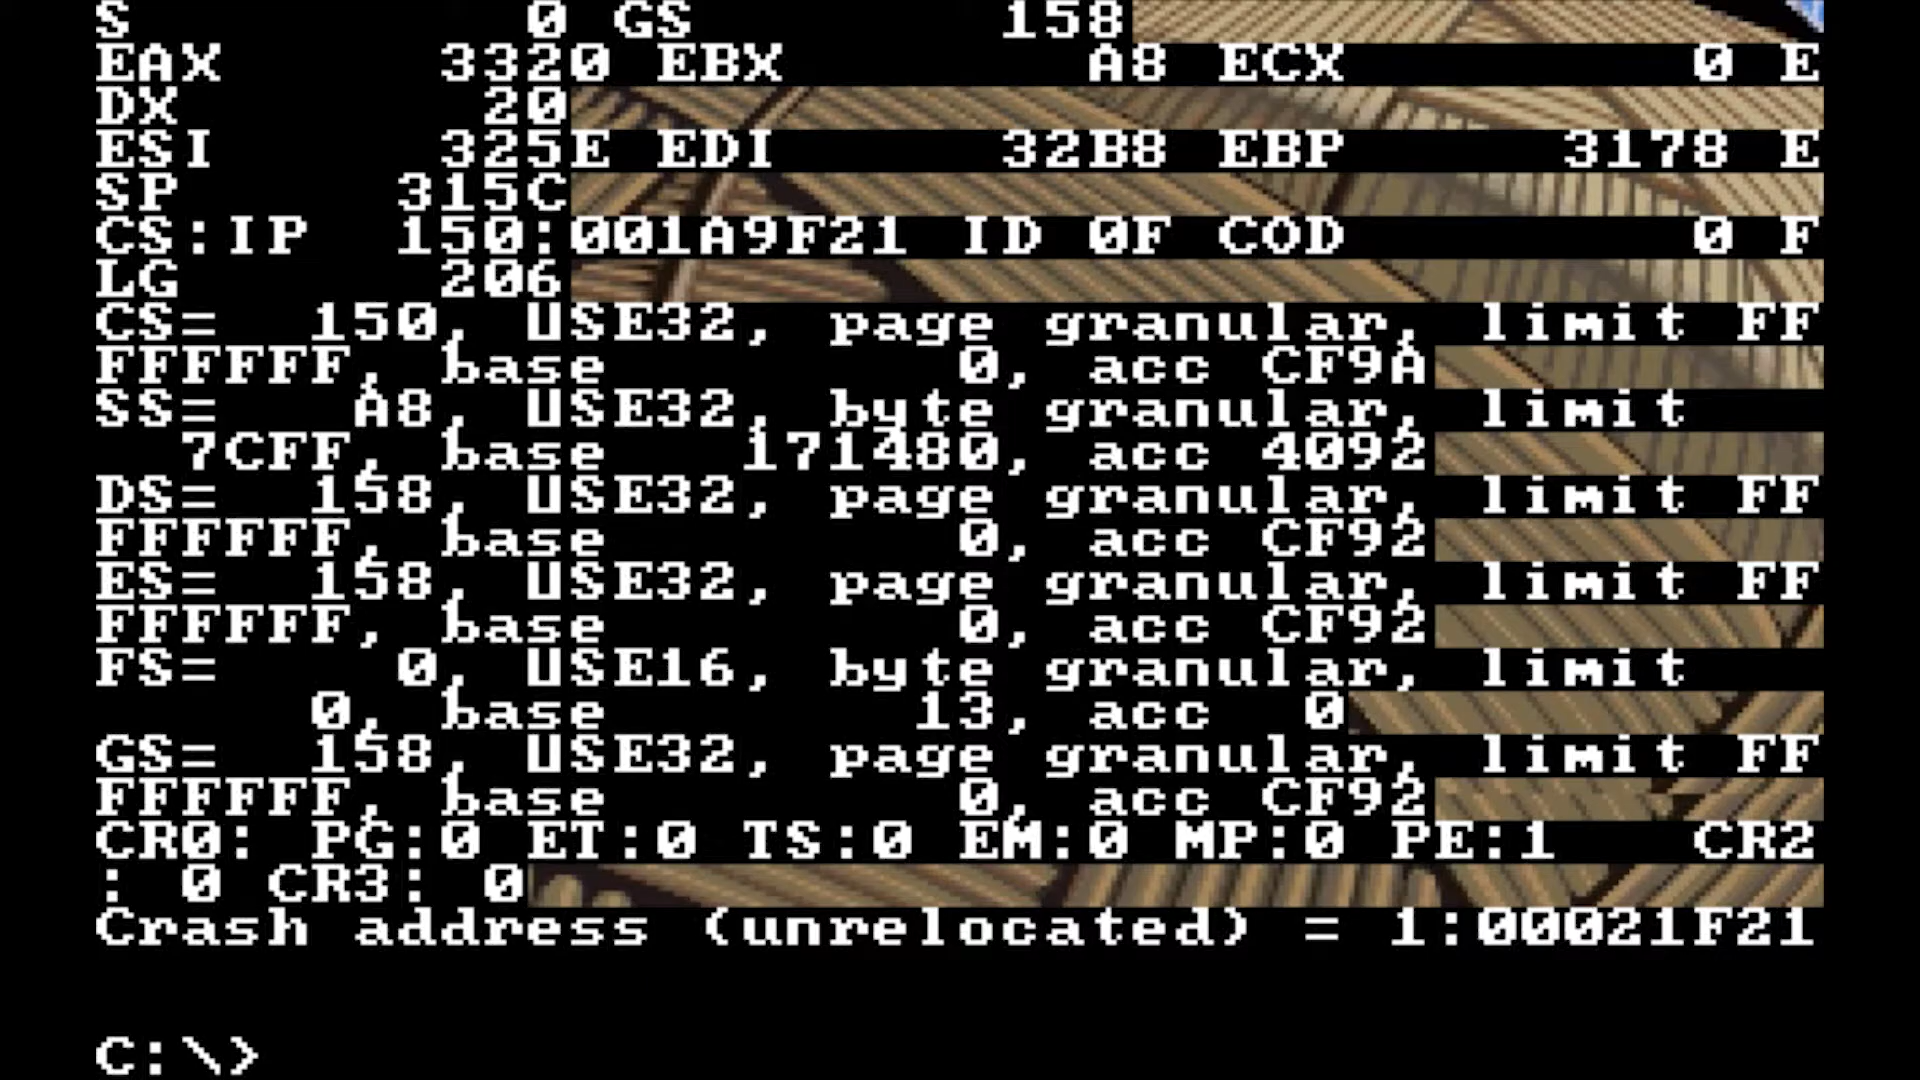 S 0 GS 158
EAX 3320 EBX A8 ECX 0 E
DX 20
ESI 325E EDI 32B8 EBP 3178 E
SP 315C
CS:IP 150:001A9F21 ID 0F COD 0 F
LG 206
CS= 150, USE32, page granular, limit FF
FFFFFF, base 0, acc CF9A
SS= A8, USE32, byte granular, limit
7CFF, base 171480, acc 4092
DS= 158, USE32, page granular, limit FF
FFFFFF, base 0, acc CF92
ES= 158, USE32, page granular, limit FF
FFFFFF, base 0, acc CF92
FS= 0, USE16, byte granular, limit
0, base 13, acc 0
GS= 158, USE32, page granular, limit FF
FFFFFF, base 0, acc CF92
CR0: PG:0 ET:0 TS:0 EM:0 MP:0 PE:1 CR2
: 0 CR3: 0
Crash address (unrelocated) = 1:00021F21
C:\>